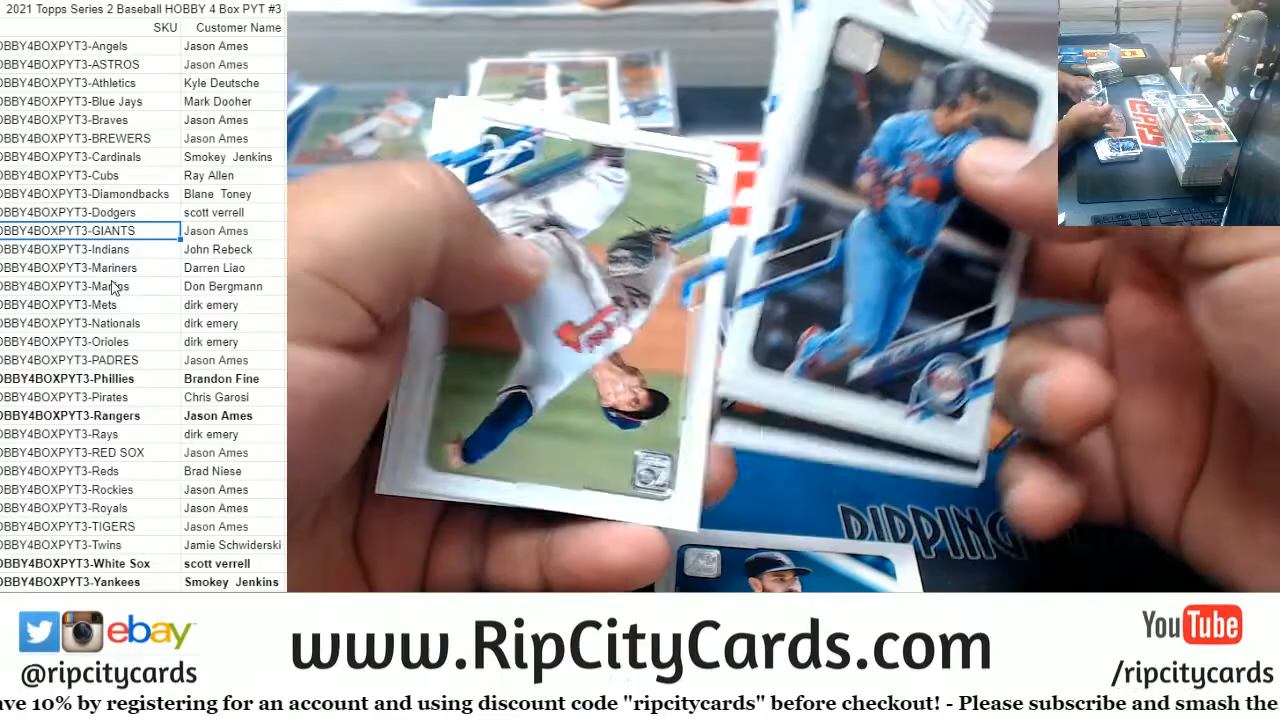 2021 Topps Series 2 Baseball HOBBY 4 Box PYT #3
SKU Customer Name
OBBY4BOXPYT3-Angels Jason Ames
OBBY4BOXPYT3-ASTROS Jason Ames
OBBY4BOXPYT3-Athletics Kyle Deutsche
OBBY4BOXPYT3-Blue Jays Mark Dooher
OBBY4BOXPYT3-Braves Jason Ames
OBBY4BOXPYT3-BREWERS Jason Ames
OBBY4BOXPYT3-Cardinals Smokey Jenkins
OBBY4BOXPYT3-Cubs Ray Allen
OBBY4BOXPYT3-Diamondbacks Blane Toney
OBBY4BOXPYT3-Dodgers scott verrell
OBBY4BOXPYT3-GIANTS Jason Ames
OBBY4BOXPYT3-Indians John Rebeck
OBBY4BOXPYT3-Mariners Darren Liao
Don Bergmann
OBBY4BOXPYT3-Mets dirk emery
OBBY4BOXPYT3-Nationals dirk emery
OBBY4BOXPYT3-Orioles dirk emery
OBBY4BOXPYT3-PADRES Jason Ames
OBBY4BOXPYT3-Phillies Brandon Fine
OBBY4BOXPYT3-Pirates Chris Garosi
OBBY4BOXPYT3-Rangers Jason Ames
OBBY4BOXPYT3-Rays dirk emery
OBBY4BOXPYT3-RED SOX Jason Ames
OBBY4BOXPYT3-Reds Brad Niese
OBBY4BOXPYT3-Rockies Jason Ames
OBBY4BOXPYT3-Royals Jason Ames
OBBY4BOXPYT3-TIGERS Jason Ames
OBBY4BOXPYT3-Twins Jamie Schwiderski
OBBY4BOXPYT3-White Sox scott verrell
OBBY4BOXPYT3-Yankees Smokey Jenkins
RIPPING
ebay
@ripcitycards
www.RipCityCards.com
YouTube
/ripcitycards
ave 10% by registering for an account and using discount code "ripcitycards" before checkout! - Please subscribe and smash the